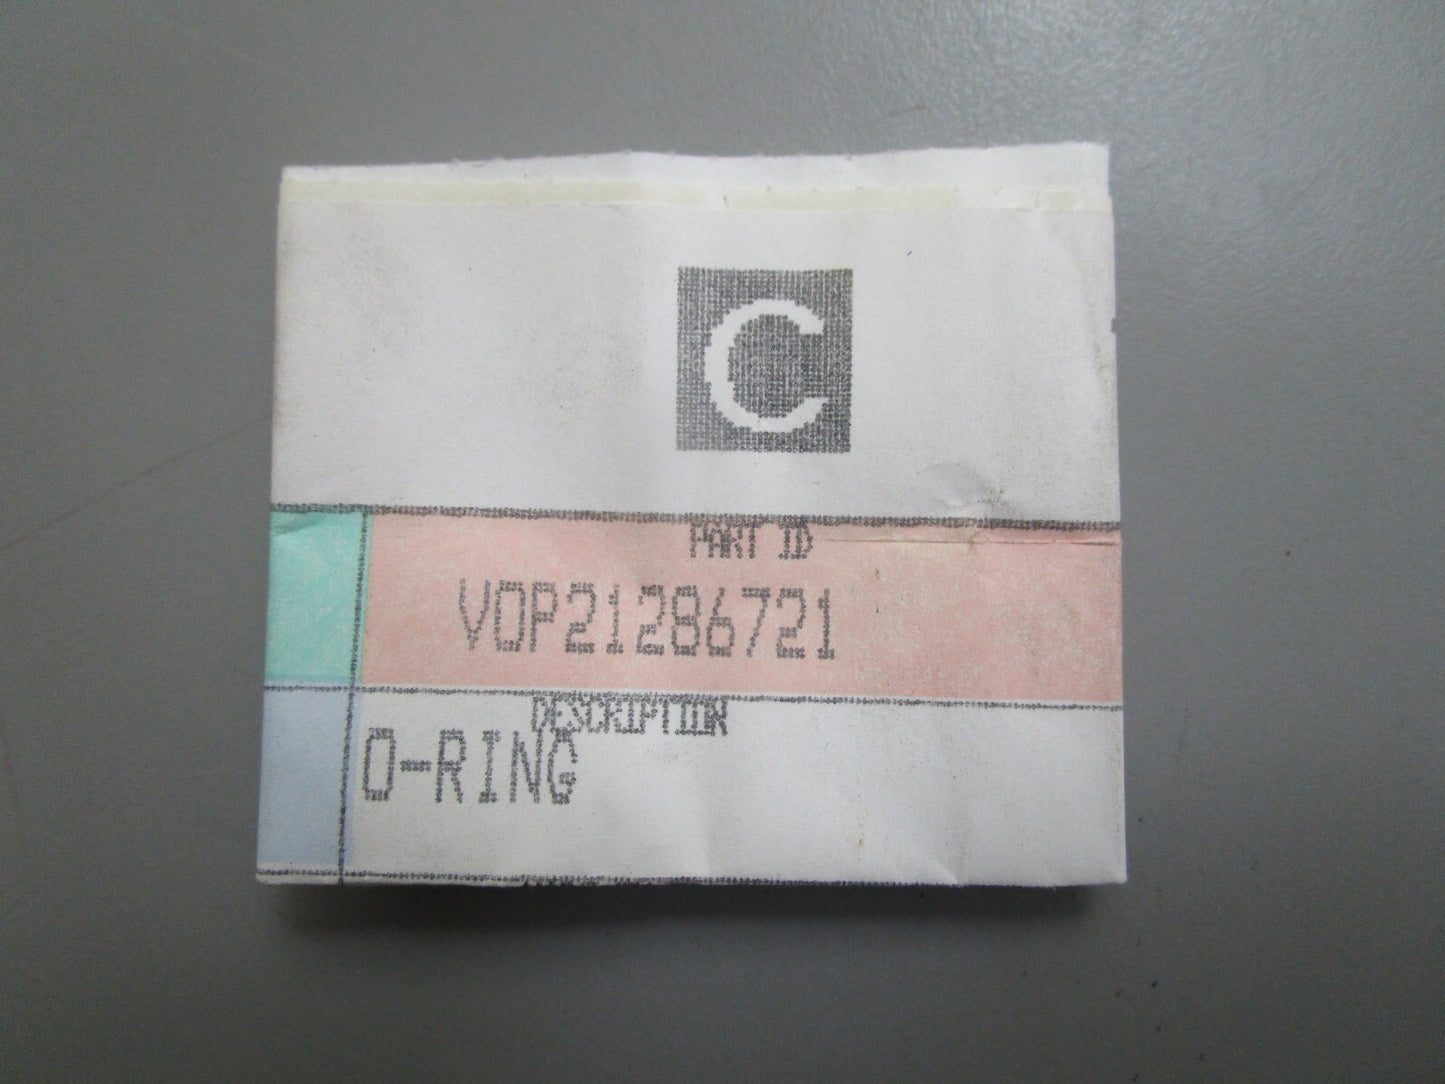 C
PART ID
VOP21286721
DESCRIPTION
O-RING